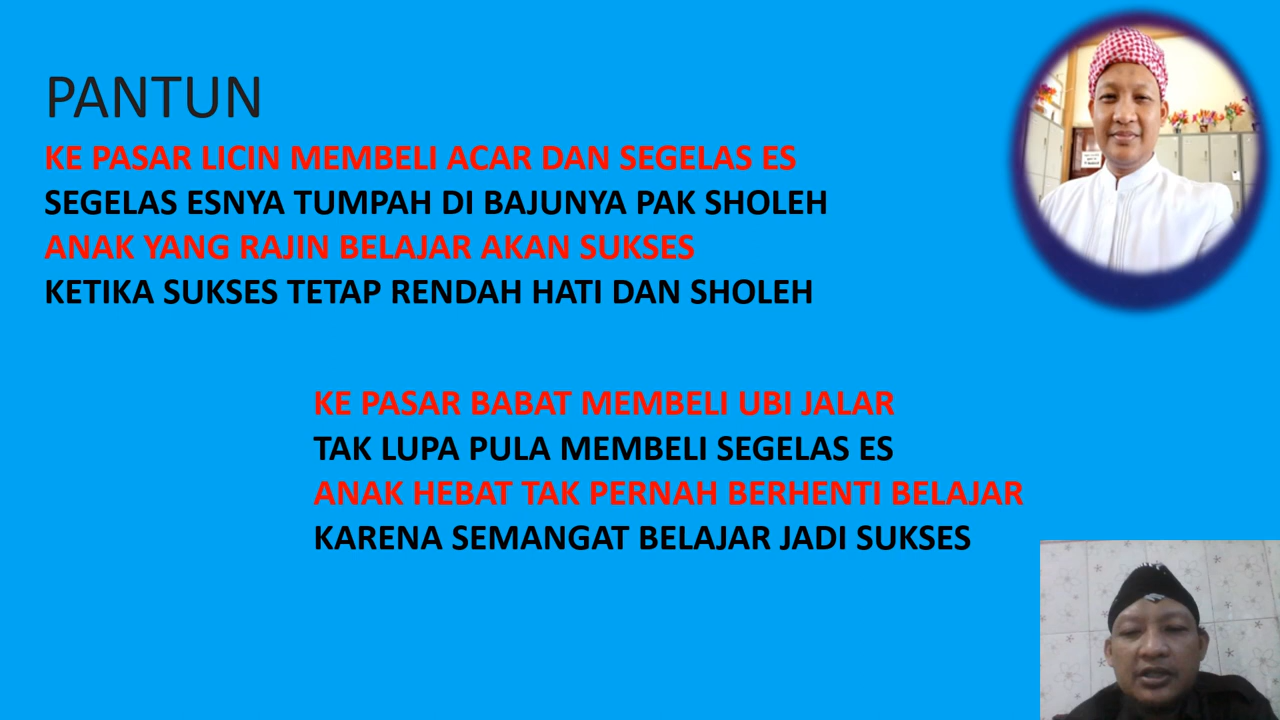 PANTUN
KE PASAR LICIN MEMBELI ACAR DAN SEGELAS ES
SEGELAS ESNYA TUMPAH DI BAJUNYA PAK SHOLEH
ANAK YANG RAJIN BELAJAR AKAN SUKSES
KETIKA SUKSES TETAP RENDAH HATI DAN SHOLEH
KE PASAR BABAT MEMBELI UBI JALAR
TAK LUPA PULA MEMBELI SEGELAS ES
ANAK HEBAT TAK PERNAH BERHENTI BELAJAR
KARENA SEMANGAT BELAJAR JADI SUKSES